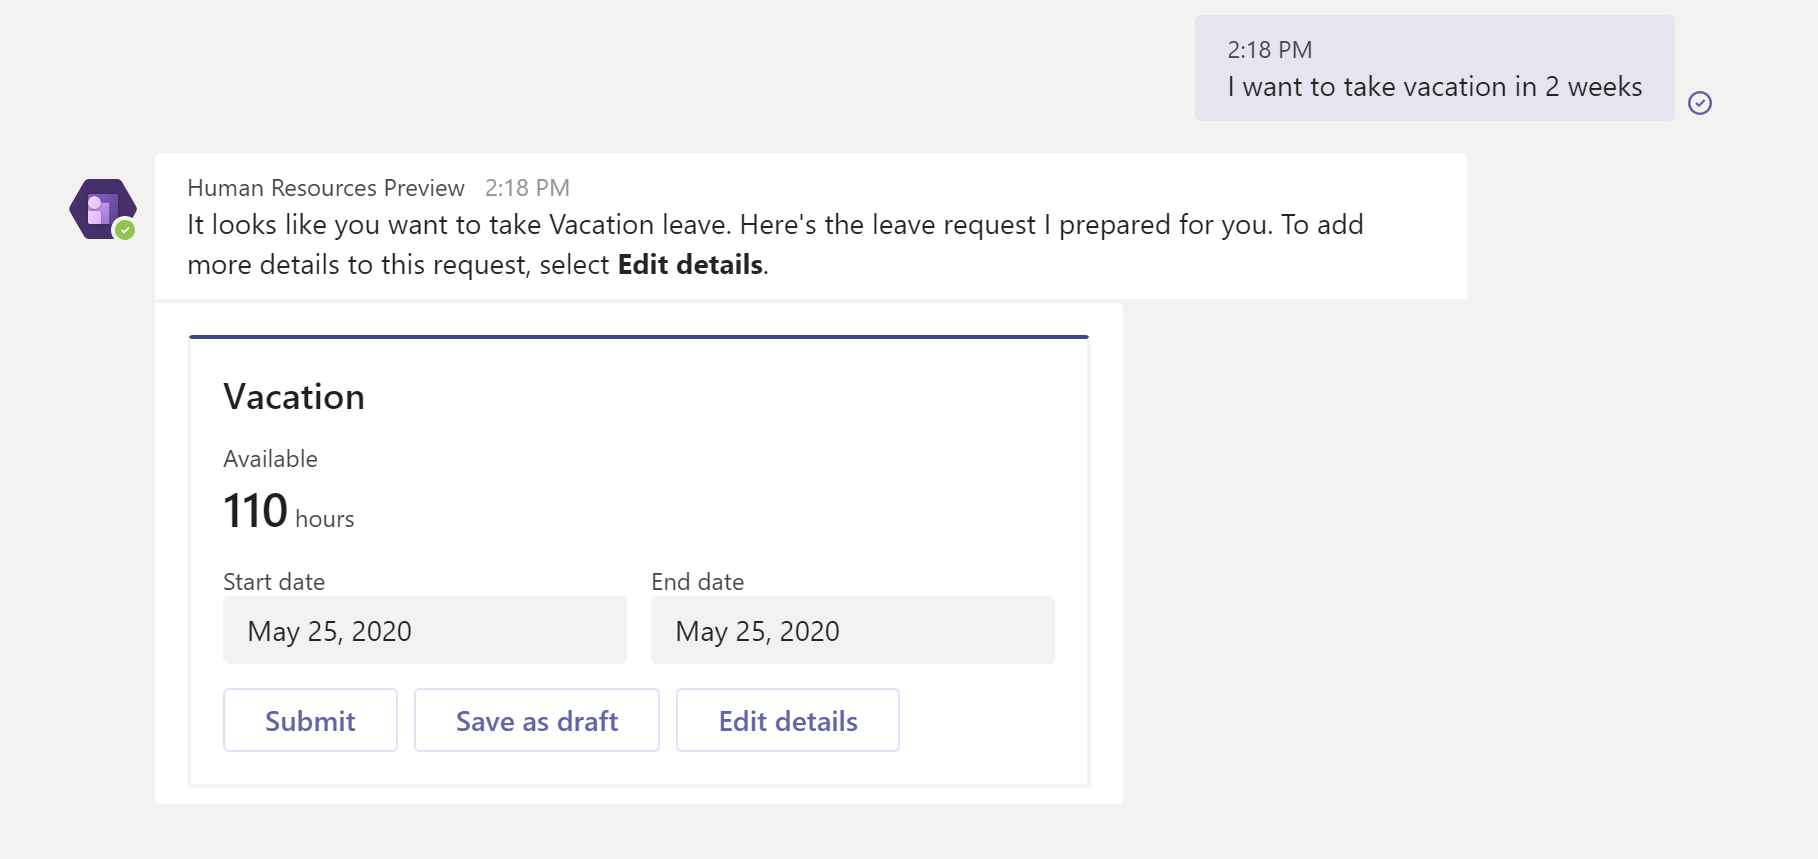 2:18 PM
I want to take vacation in 2 weeks
Human Resources Preview 2:18 PM
It looks like you want to take Vacation leave. Here's the leave request I prepared for you. To add
more details to this request, select Edit details.
Vacation
Available
110 hours
Start date End date
May 25, 2020 May 25, 2020
Submit Save as draft Edit details